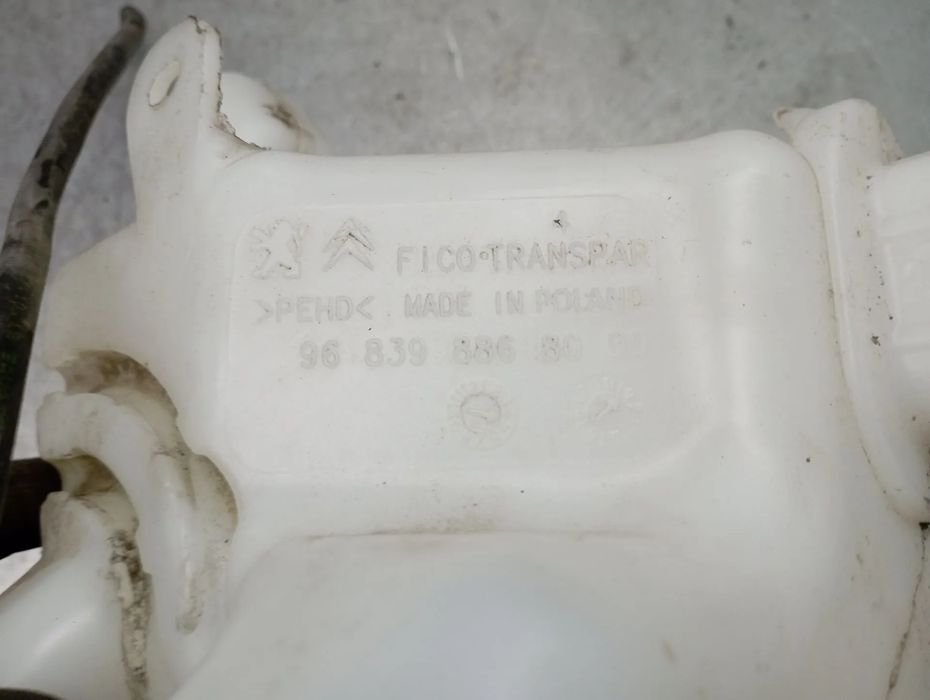 FICO·TRANSPAR
>PEHD< MADE IN POLAND
96 839 886 80